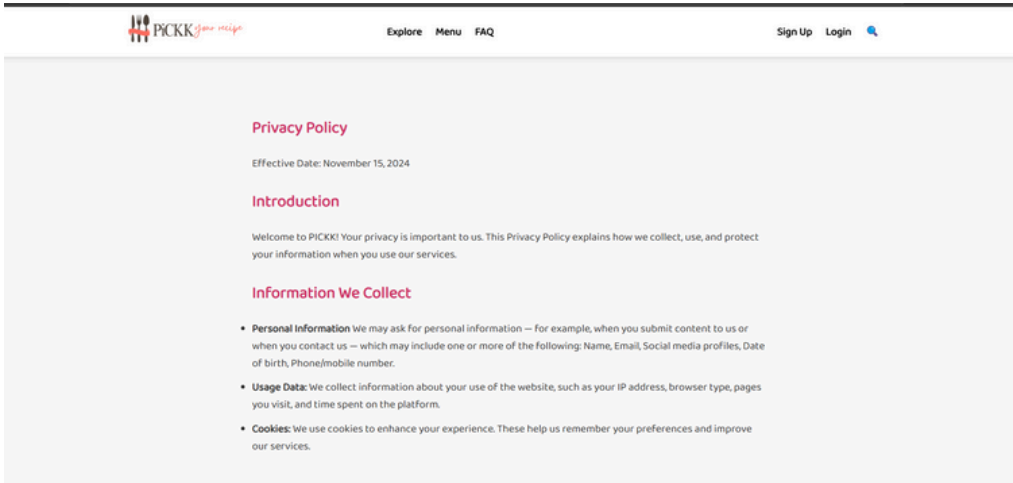 PiCKK your recipe
Explore Menu FAQ
Sign Up Login
Privacy Policy
Effective Date: November 15, 2024
Introduction
Welcome to PICKK! Your privacy is important to us. This Privacy Policy explains how we collect, use, and protect
your information when you use our services.
Information We Collect
• Personal Information We may ask for personal information — for example, when you submit content to us or
when you contact us — which may include one or more of the following: Name, Email, Social media profiles, Date
of birth, Phone/mobile number.
• Usage Data: We collect information about your use of the website, such as your IP address, browser type, pages
you visit, and time spent on the platform.
• Cookies: We use cookies to enhance your experience. These help us remember your preferences and improve
our services.